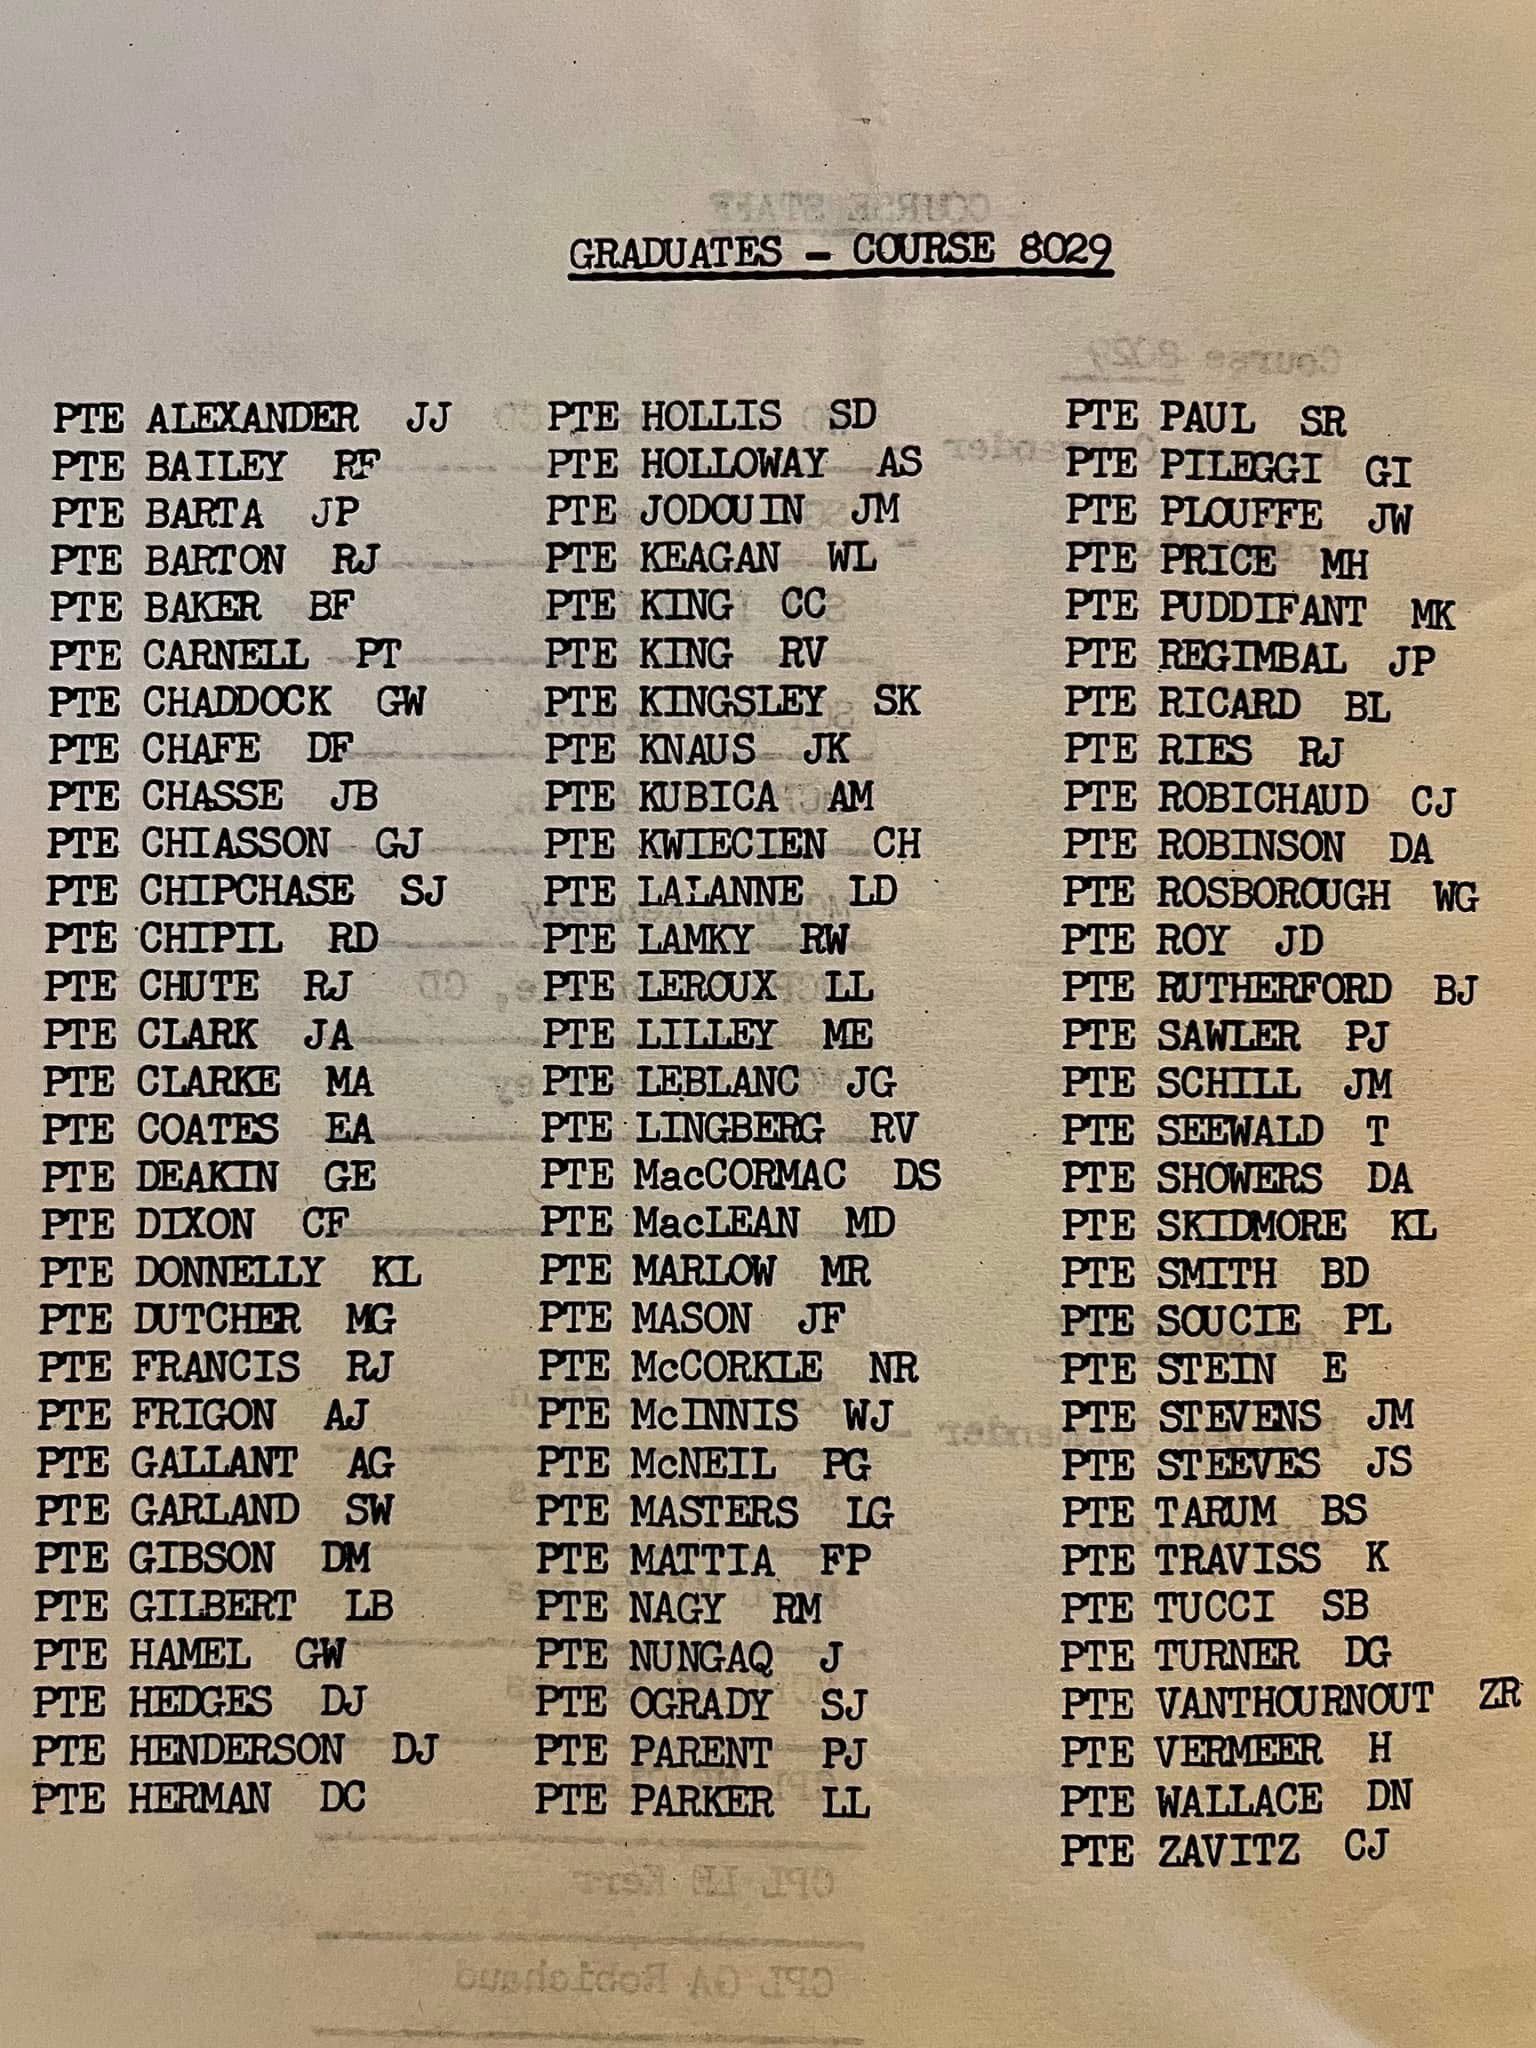 GRADUATES - COURSE 8029
PTE ALEXANDER JJ
PTE BAILEY RF
PTE BARTA JP
PTE BARTON RJ
PTE BAKER BF
PTE CARNELL PT
PTE CHADDOCK GW
PTE CHAFE DF
PTE CHASSE JB
PTE CHIASSON GJ
PTE CHIPCHASE SJ
PTE CHIPIL RD
PTE CHUTE RJ
PTE CLARK JA
PTE CLARKE MA
PTE COATES EA
PTE DEAKIN GE
PTE DIXON CF
PTE DONNELLY KL
PTE DUTCHER MG
PTE FRANCIS RJ
PTE FRIGON AJ
PTE GALLANT AG
PTE GARLAND SW
PTE GIBSON DM
PTE GILBERT LB
PTE HAMEL GW
PTE HEDGES DJ
PTE HENDERSON DJ
PTE HERMAN DC
PTE HOLLIS SD
PTE HOLLOWAY AS
PTE JODOUIN JM
PTE KEAGAN WL
PTE KING CC
PTE KING RV
PTE KINGSLEY SK
PTE KNAUS JK
PTE KUBICA AM
PTE KWIECIEN CH
PTE LALANNE LD
PTE LAMKY RW
PTE LEROUX LL
PTE LILLEY ME
PTE LEBLANC JG
PTE LINGBERG RV
PTE MacCORMAC DS
PTE MacLEAN MD
PTE MARLOW MR
PTE MASON JF
PTE McCORKLE NR
PTE McINNIS WJ
PTE McNEIL PG
PTE MASTERS LG
PTE MATTIA FP
PTE NAGY RM
PTE NUNGAQ J
PTE OGRADY SJ
PTE PARENT PJ
PTE PARKER LL
PTE PAUL SR
PTE PILEGGI GI
PTE PLOUFFE JW
PTE PRICE MH
PTE PUDDIFANT MK
PTE REGIMBAL JP
PTE RICARD BL
PTE RIES RJ
PTE ROBICHAUD CJ
PTE ROBINSON DA
PTE ROSBOROUGH WG
PTE ROY JD
PTE RUTHERFORD BJ
PTE SAWLER PJ
PTE SCHILL JM
PTE SEEWALD T
PTE SHOWERS DA
PTE SKIDMORE KL
PTE SMITH BD
PTE SOUCIE PL
PTE STEIN E
PTE STEVENS JM
PTE STEEVES JS
PTE TARUM BS
PTE TRAVISS K
PTE TUCCI SB
PTE TURNER DG
PTE VANTHOURNOUT ZR
PTE VERMEER H
PTE WALLACE DN
PTE ZAVITZ CJ
COURSE STAFF
Course 8029
CPL LH Kerr
CPL GA Robichaud